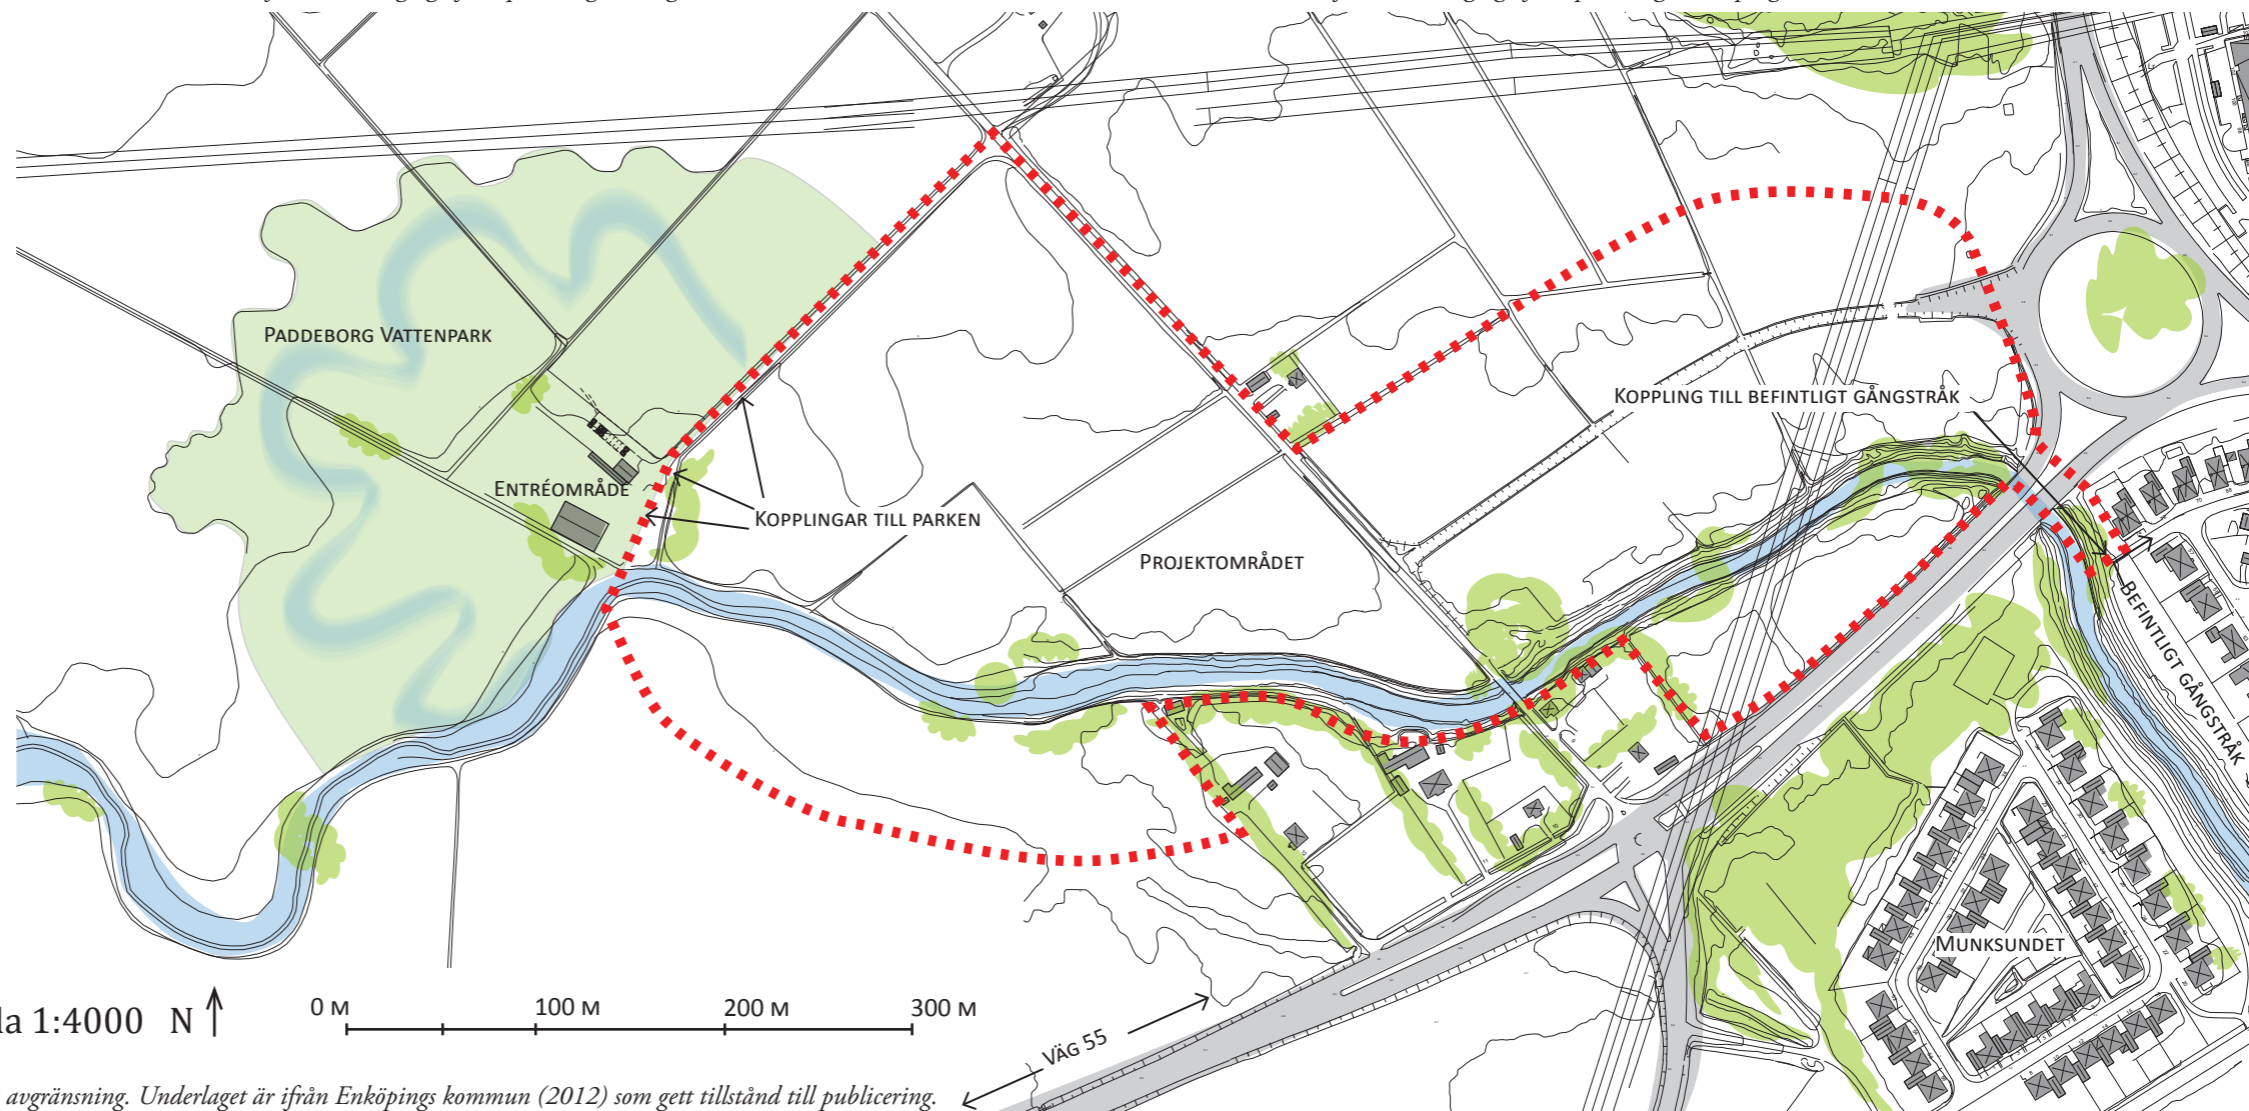 PADDEBORG VATTENPARK
KOPPLING TILL BEFINTLIGT GÅNGSTRÅK
ENTRÉOMRÅDE
KOPPLINGAR TILL PARKEN
PROJEKTOMRÅDET
BEFINTLIGT GÅNGSTRÅK
MUNKSUNDET
la 1:4000 N
0 M 100 M 200 M 300 M
VÄG 55
avgränsning. Underlaget är ifrån Enköpings kommun (2012) som gett tillstånd till publicering.